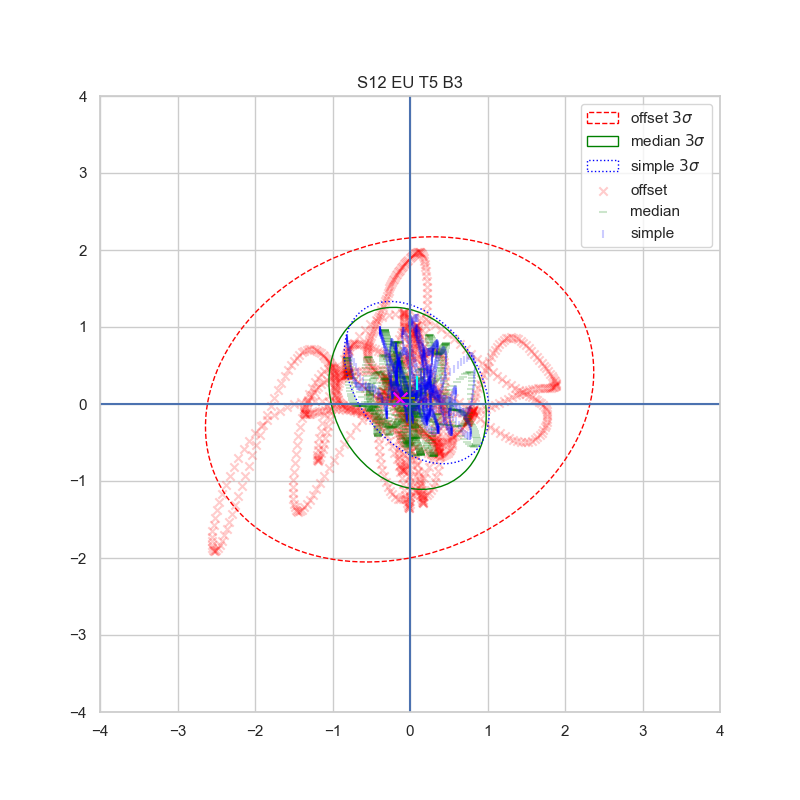 S12 EU T5 B3
offset 3σ
median 3σ
simple 3σ
offset
median
simple
4
3
2
1
0
−1
−2
−3
−4
−4 −3 −2 −1 0 1 2 3 4